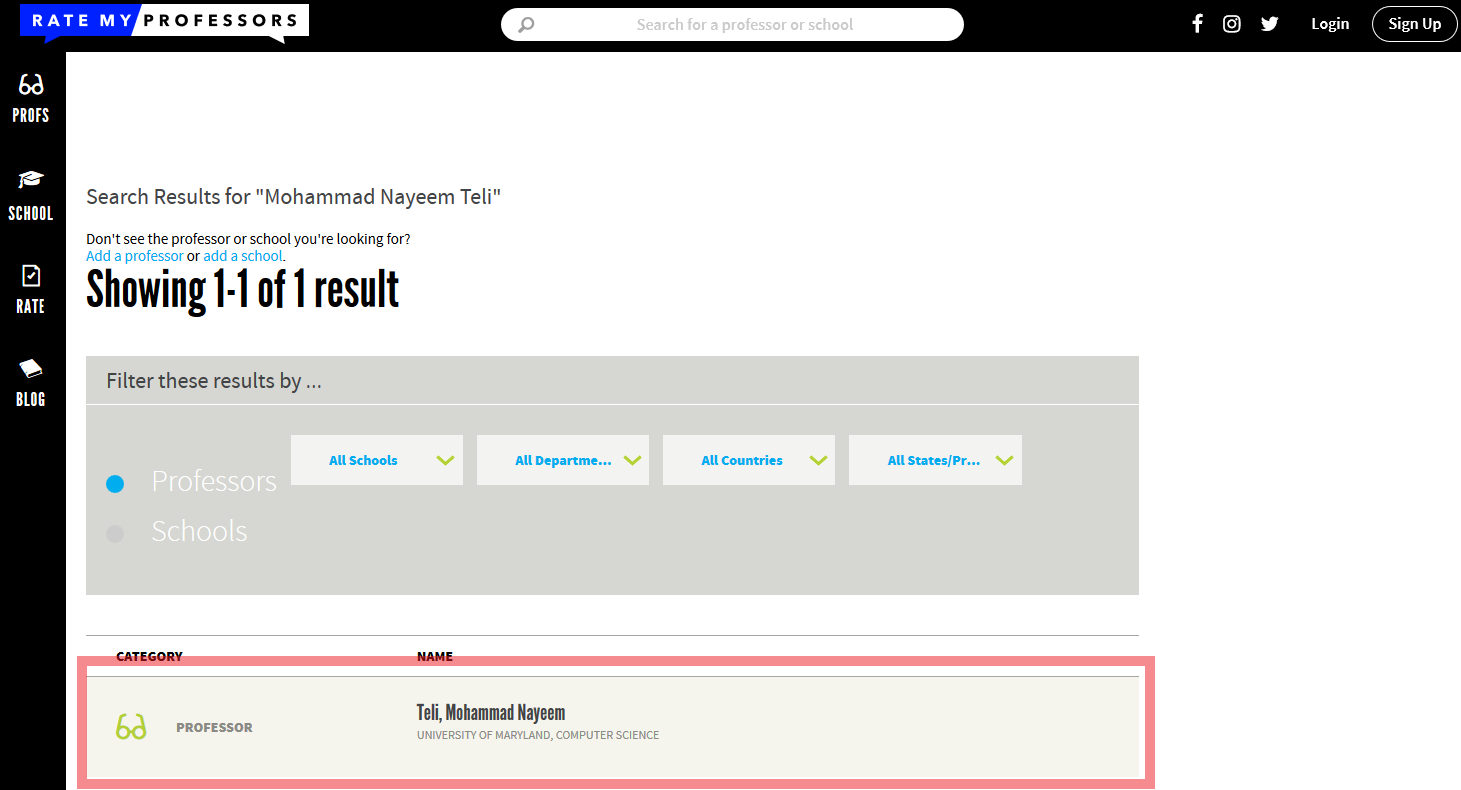 RATE MY PROFESSORS
Search for a professor or school
Login
Sign Up
PROFS
SCHOOL
RATE
BLOG
Search Results for "Mohammad Nayeem Teli"
Don't see the professor or school you're looking for?
Add a professor or add a school.
Showing 1-1 of 1 result
Filter these results by ...
All Schools
All Departme...
All Countries
All States/Pr...
Professors
Schools
CATEGORY NAME
PROFESSOR
Teli, Mohammad Nayeem
UNIVERSITY OF MARYLAND, COMPUTER SCIENCE